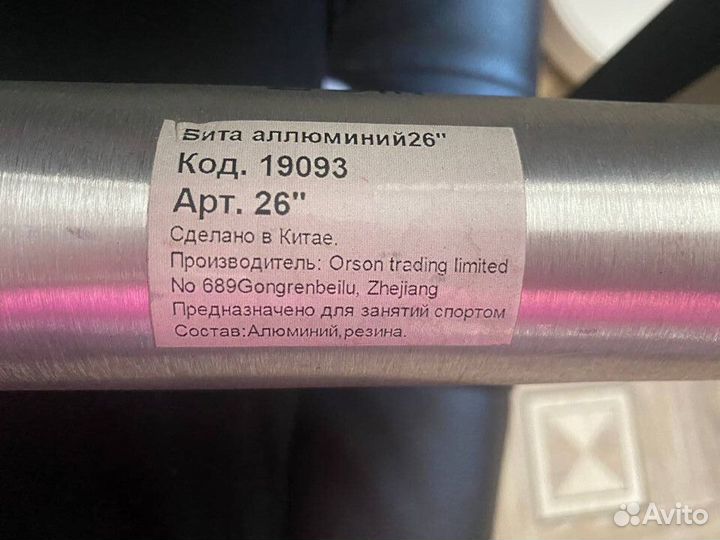 Бита аллюминий26"
Код. 19093
Арт. 26"
Сделано в Китае.
Производитель: Orson trading limited
No 689Gongrenbeilu, Zhejiang
Предназначено для занятий спортом
Состав:Алюминий,резина.
Avito